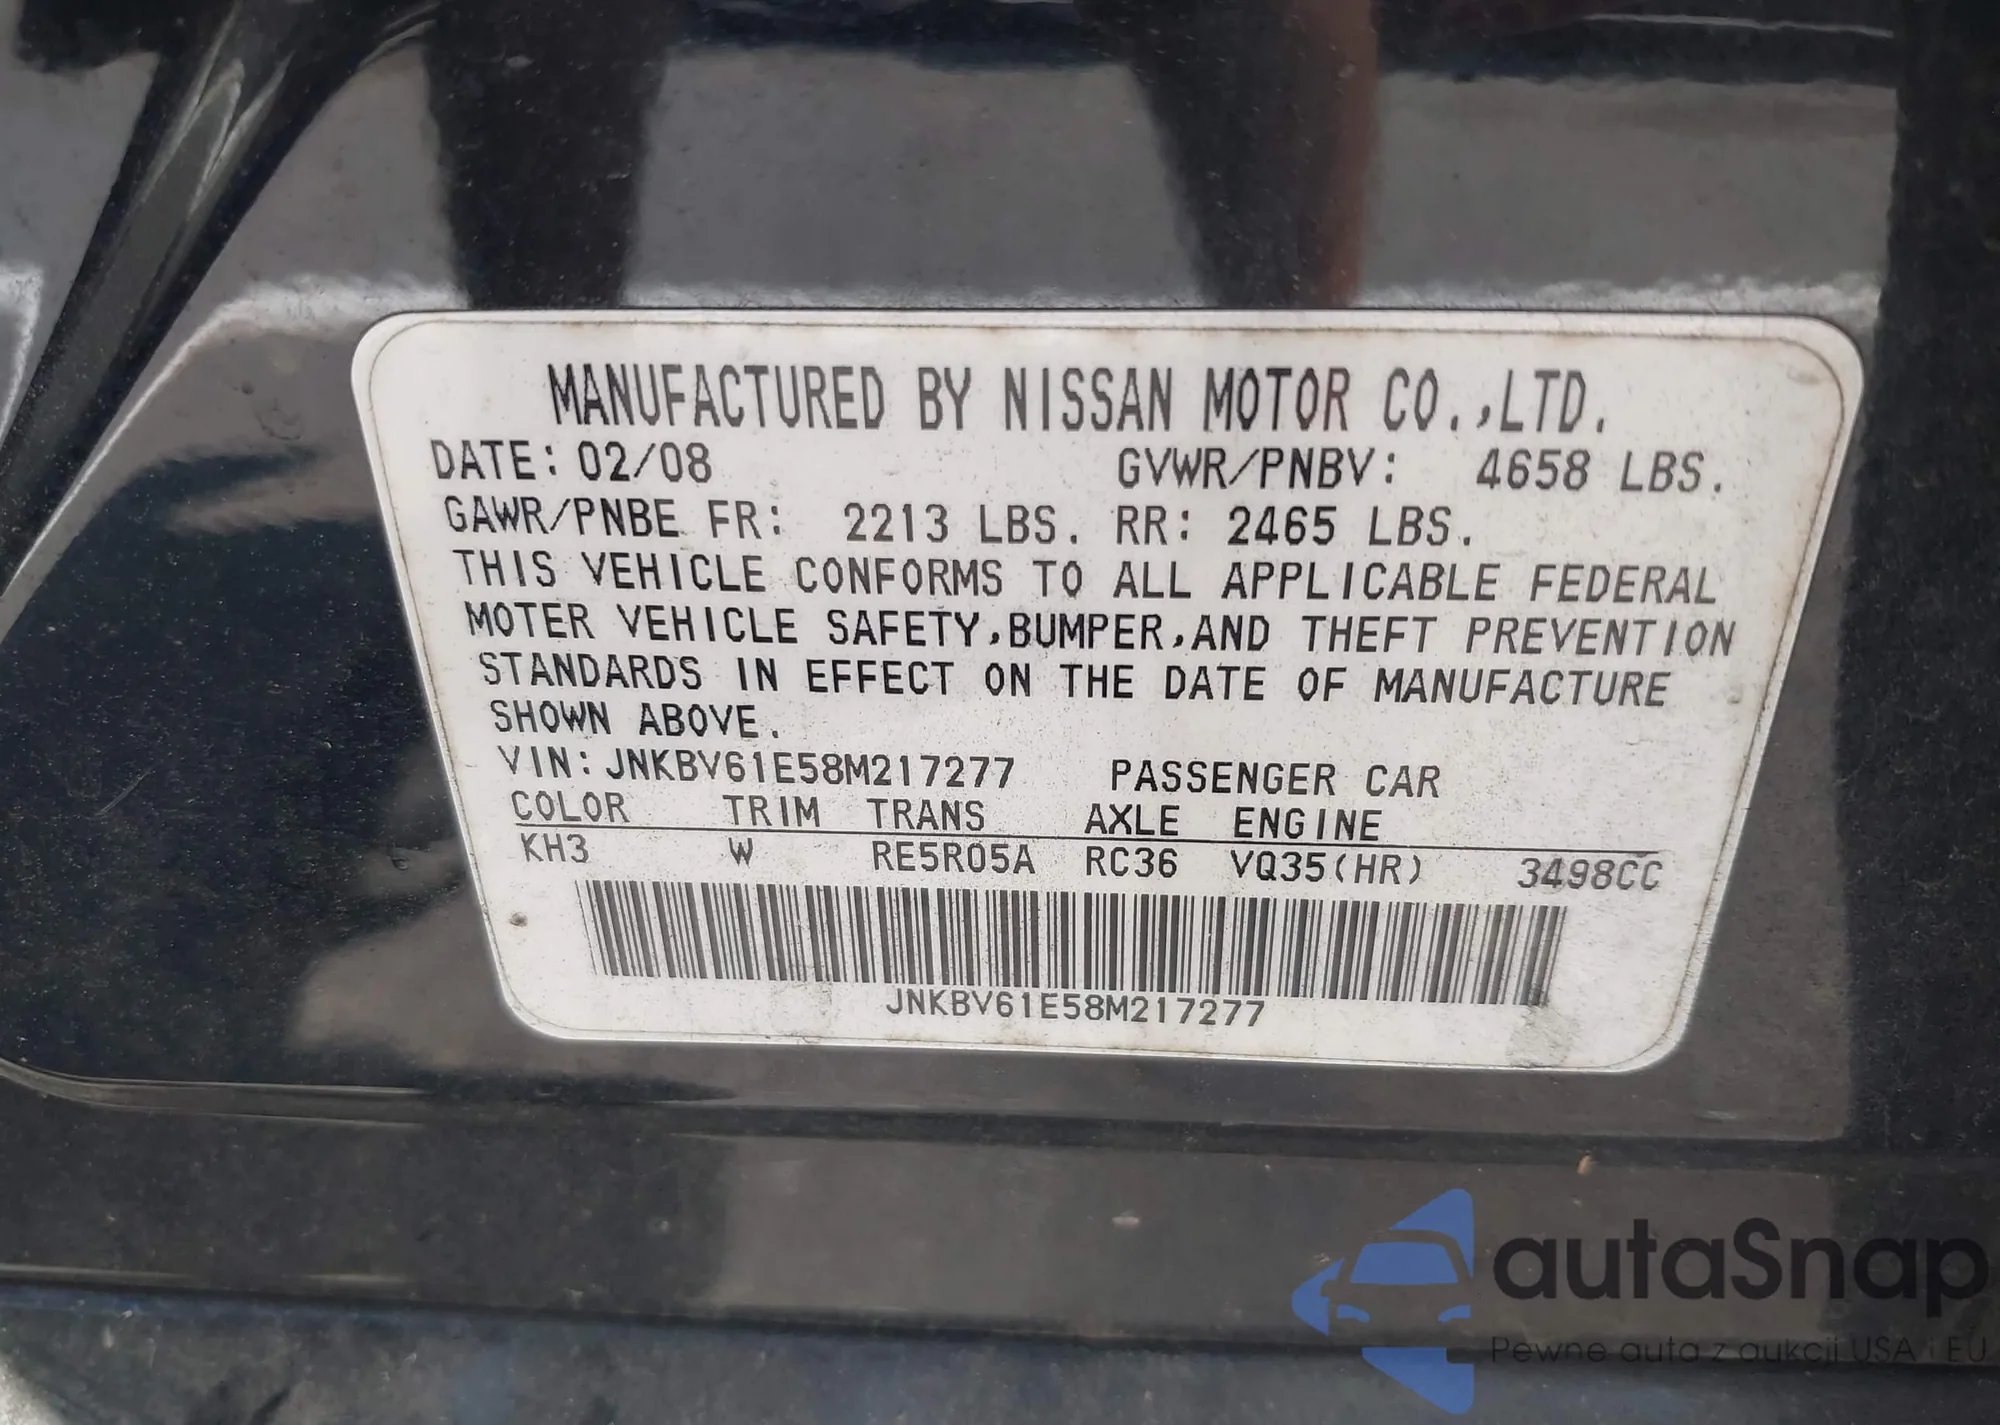 MANUFACTURED BY NISSAN MOTOR CO.,LTD.
DATE: 02/08 GVWR/PNBV: 4658 LBS.
GAWR/PNBE FR: 2213 LBS. RR: 2465 LBS.
THIS VEHICLE CONFORMS TO ALL APPLICABLE FEDERAL
MOTER VEHICLE SAFETY,BUMPER,AND THEFT PREVENTION
STANDARDS IN EFFECT ON THE DATE OF MANUFACTURE
SHOWN ABOVE.
VIN: JNKBV61E58M217277 PASSENGER CAR
COLOR TRIM TRANS AXLE ENGINE
KH3 W RE5R05A RC36 VQ35(HR) 3498CC
JNKBV61E58M217277
autaSnap
Pewne auta z aukcji USA i EU